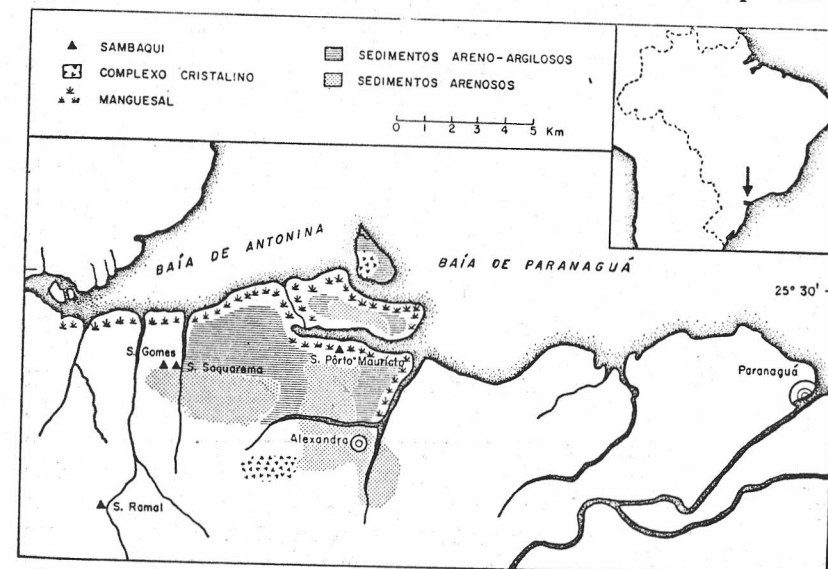 SAMBAQUI
COMPLEXO CRISTALINO
MANGUESAL
SEDIMENTOS ARENO-ARGILOSOS
SEDIMENTOS ARENOSOS
0 1 2 3 4 5 Km
BAÍA DE ANTONINA
BAÍA DE PARANAGUÁ
25° 30'
S. Gomes
S. Saquarema
S. Pôrto Maurício
Paranaguá
Alexandra
S. Ramal